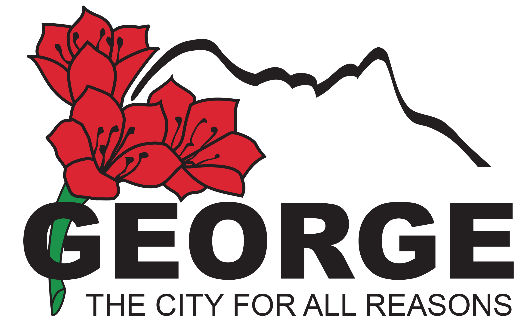 GEORGE
THE CITY FOR ALL REASONS